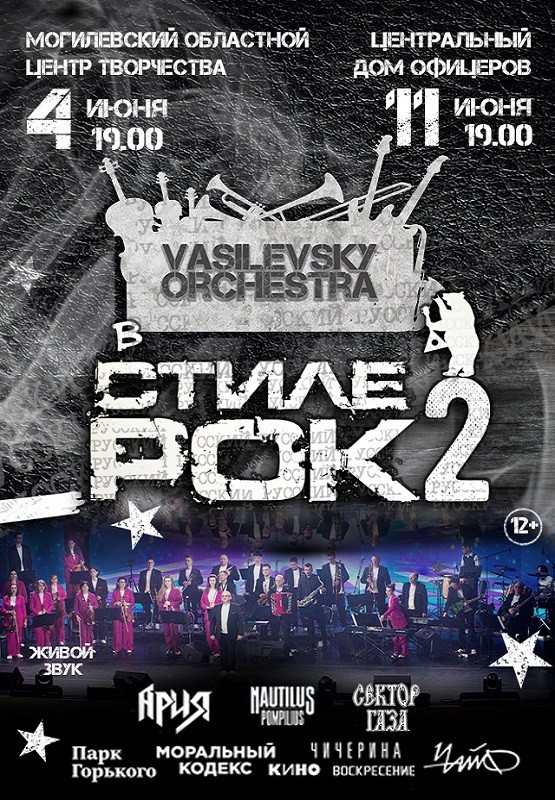 МОГИЛЕВСКИЙ ОБЛАСТНОЙ
ЦЕНТР ТВОРЧЕСТВА
4 ИЮНЯ
19.00
ЦЕНТРАЛЬНЫЙ
ДОМ ОФИЦЕРОВ
11 ИЮНЯ
19.00
VASILEVSKY
ORCHESTRA
В
СТИЛЕ
РОК 2
12+
ЖИВОЙ
ЗВУК
АРИЯ
NAUTILUS
POMPILIUS
СЕКТОР
ГАЗА
Парк
Горького
МОРАЛЬНЫЙ
КОДЕКС
КИНО
ЧИЧЕРИНА
ВОСКРЕСЕНИЕ
ЧАЙФ